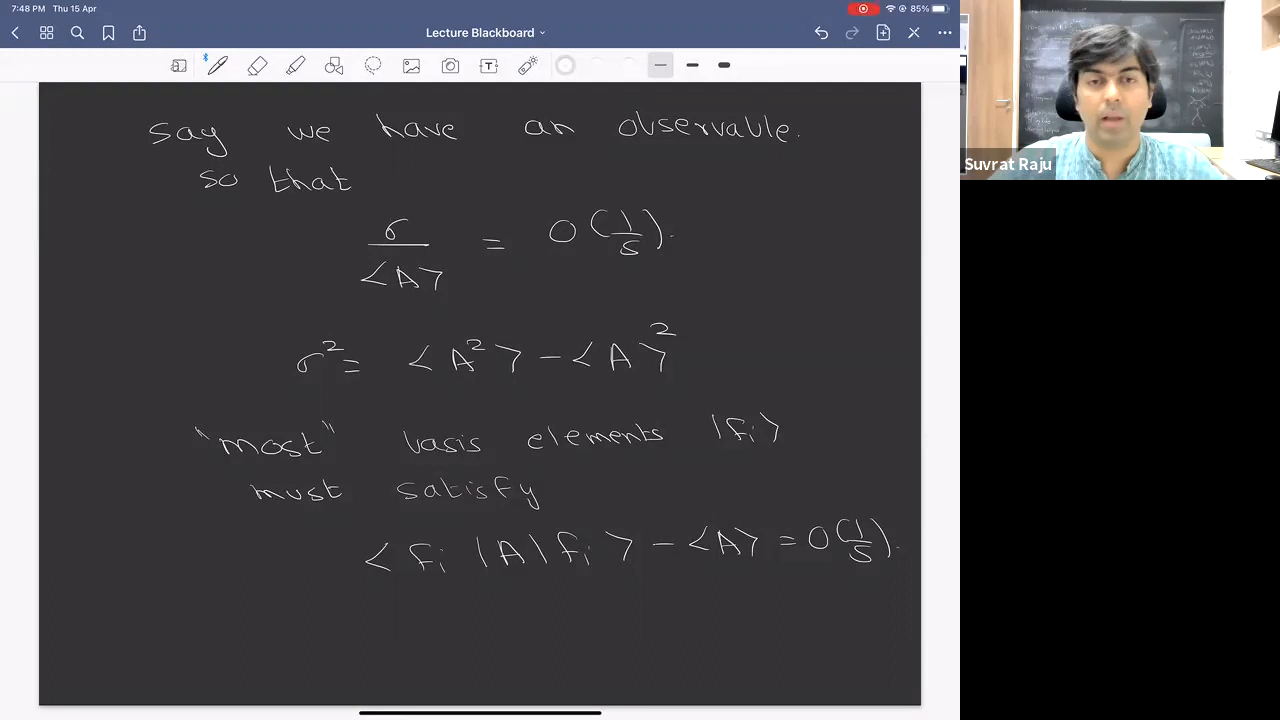 7:48 PM Thu 15 Apr
85%
Lecture Blackboard
say we have an observable.
so that
σ / <A> = O(1/S).
σ² = <A²> - <A>²
"most" basis elements |fᵢ>
must satisfy
<fᵢ|A|fᵢ> - <A> = O(1/S).
Suvrat Raju